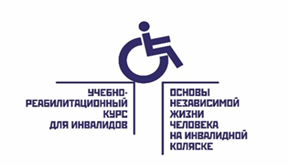 УЧЕБНО-
РЕАБИЛИТАЦИОННЫЙ
КУРС
ДЛЯ ИНВАЛИДОВ
ОСНОВЫ
НЕЗАВИСИМОЙ
ЖИЗНИ
ЧЕЛОВЕКА
НА ИНВАЛИДНОЙ
КОЛЯСКЕ